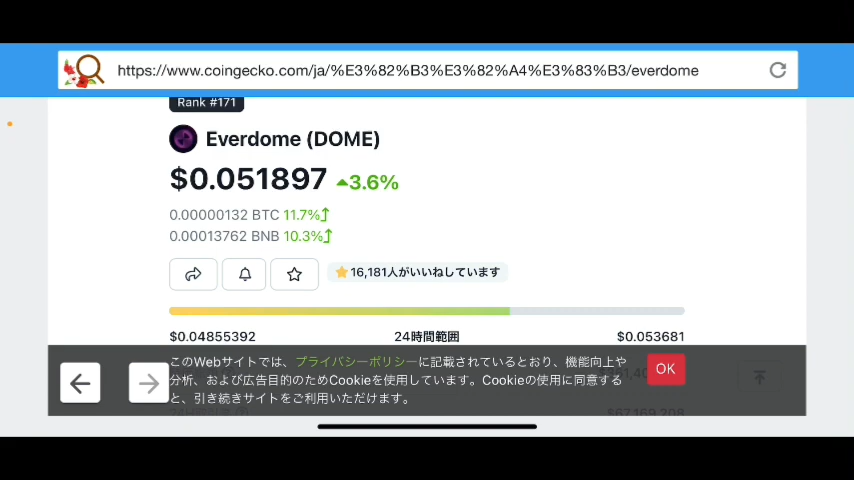 https://www.coingecko.com/ja/%E3%82%B3%E3%82%A4%E3%83%B3/everdome
Rank #171
Everdome (DOME)
$0.051897 3.6%
0.00000132 BTC 11.7%
0.00013762 BNB 10.3%
16,181人がいいねしています
$0.04855392 24時間範囲 $0.053681
このWebサイトでは、プライバシーポリシーに記載されているとおり、機能向上や
分析、および広告目的のためCookieを使用しています。Cookieの使用に同意する
と、引き続きサイトをご利用いただけます。
OK
$67,169,206